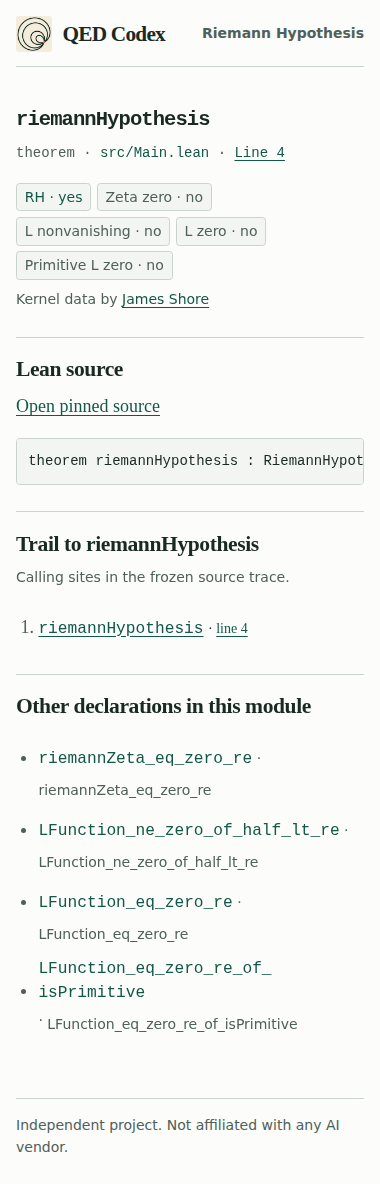 QED Codex
Riemann Hypothesis
riemannHypothesis
theorem · src/Main.lean · Line 4
RH · yes
Zeta zero · no
L nonvanishing · no
L zero · no
Primitive L zero · no
Kernel data by James Shore
Lean source
Open pinned source
theorem riemannHypothesis : RiemannHypot
Trail to riemannHypothesis
Calling sites in the frozen source trace.
1. riemannHypothesis · line 4
Other declarations in this module
• riemannZeta_eq_zero_re ·
riemannZeta_eq_zero_re
• LFunction_ne_zero_of_half_lt_re ·
LFunction_ne_zero_of_half_lt_re
• LFunction_eq_zero_re ·
LFunction_eq_zero_re
• LFunction_eq_zero_re_of_
isPrimitive
· LFunction_eq_zero_re_of_isPrimitive
Independent project. Not affiliated with any AI
vendor.